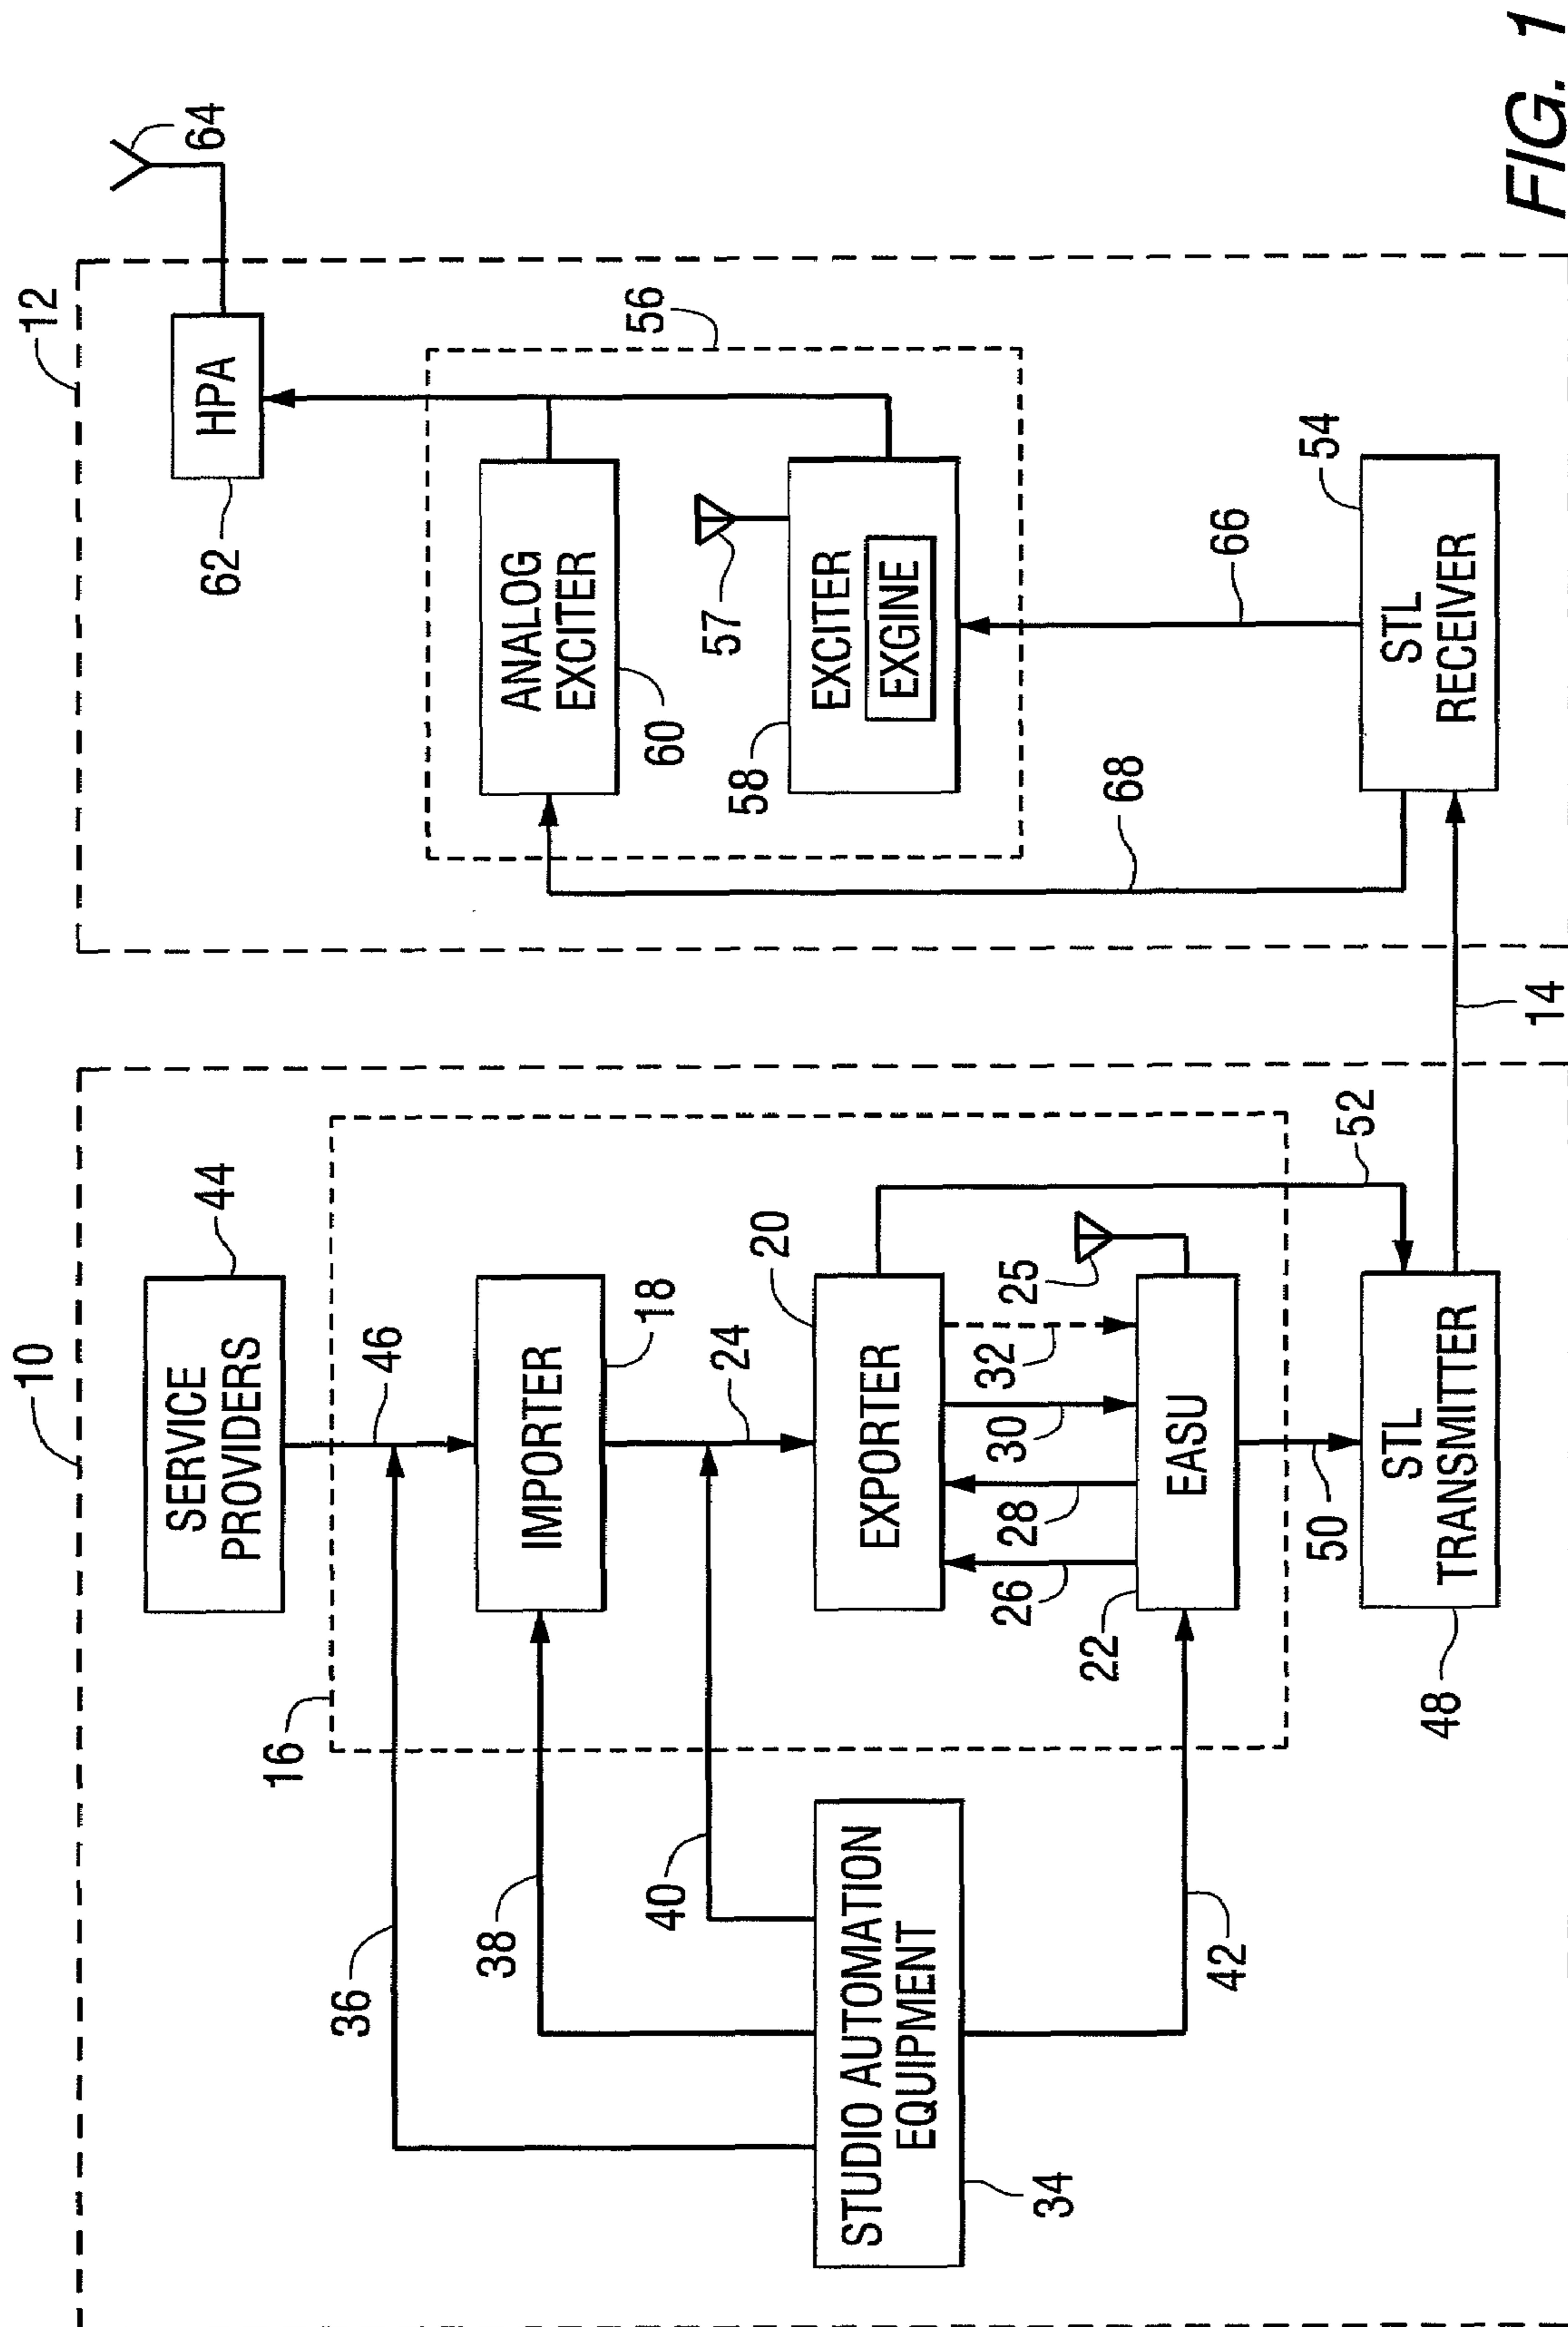 10
12
SERVICE
PROVIDERS
44
HPA
62
64
46
36
16
IMPORTER
18
38
ANALOG
EXCITER
60
56
24
40
57
EXPORTER
20
STUDIO AUTOMATION
EQUIPMENT
34
EXCITER
EXGINE
58
26
28
30
32
25
22
EASU
42
52
68
66
50
STL
TRANSMITTER
48
14
STL
RECEIVER
54
FIG. 1